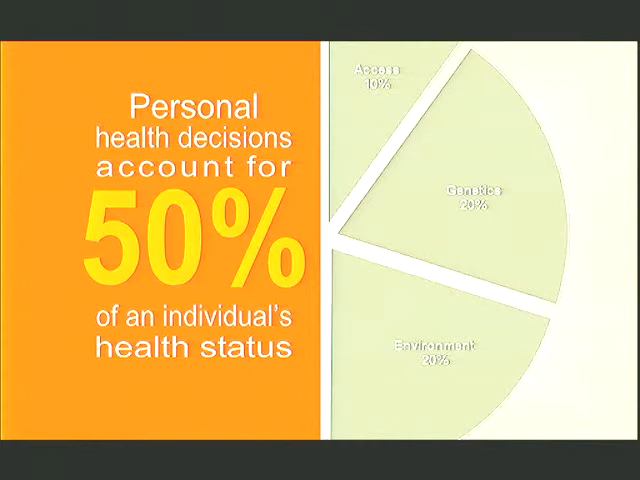 Personal
health decisions
account for
50%
of an individual's
health status
Access
10%
Genetics
20%
Environment
20%